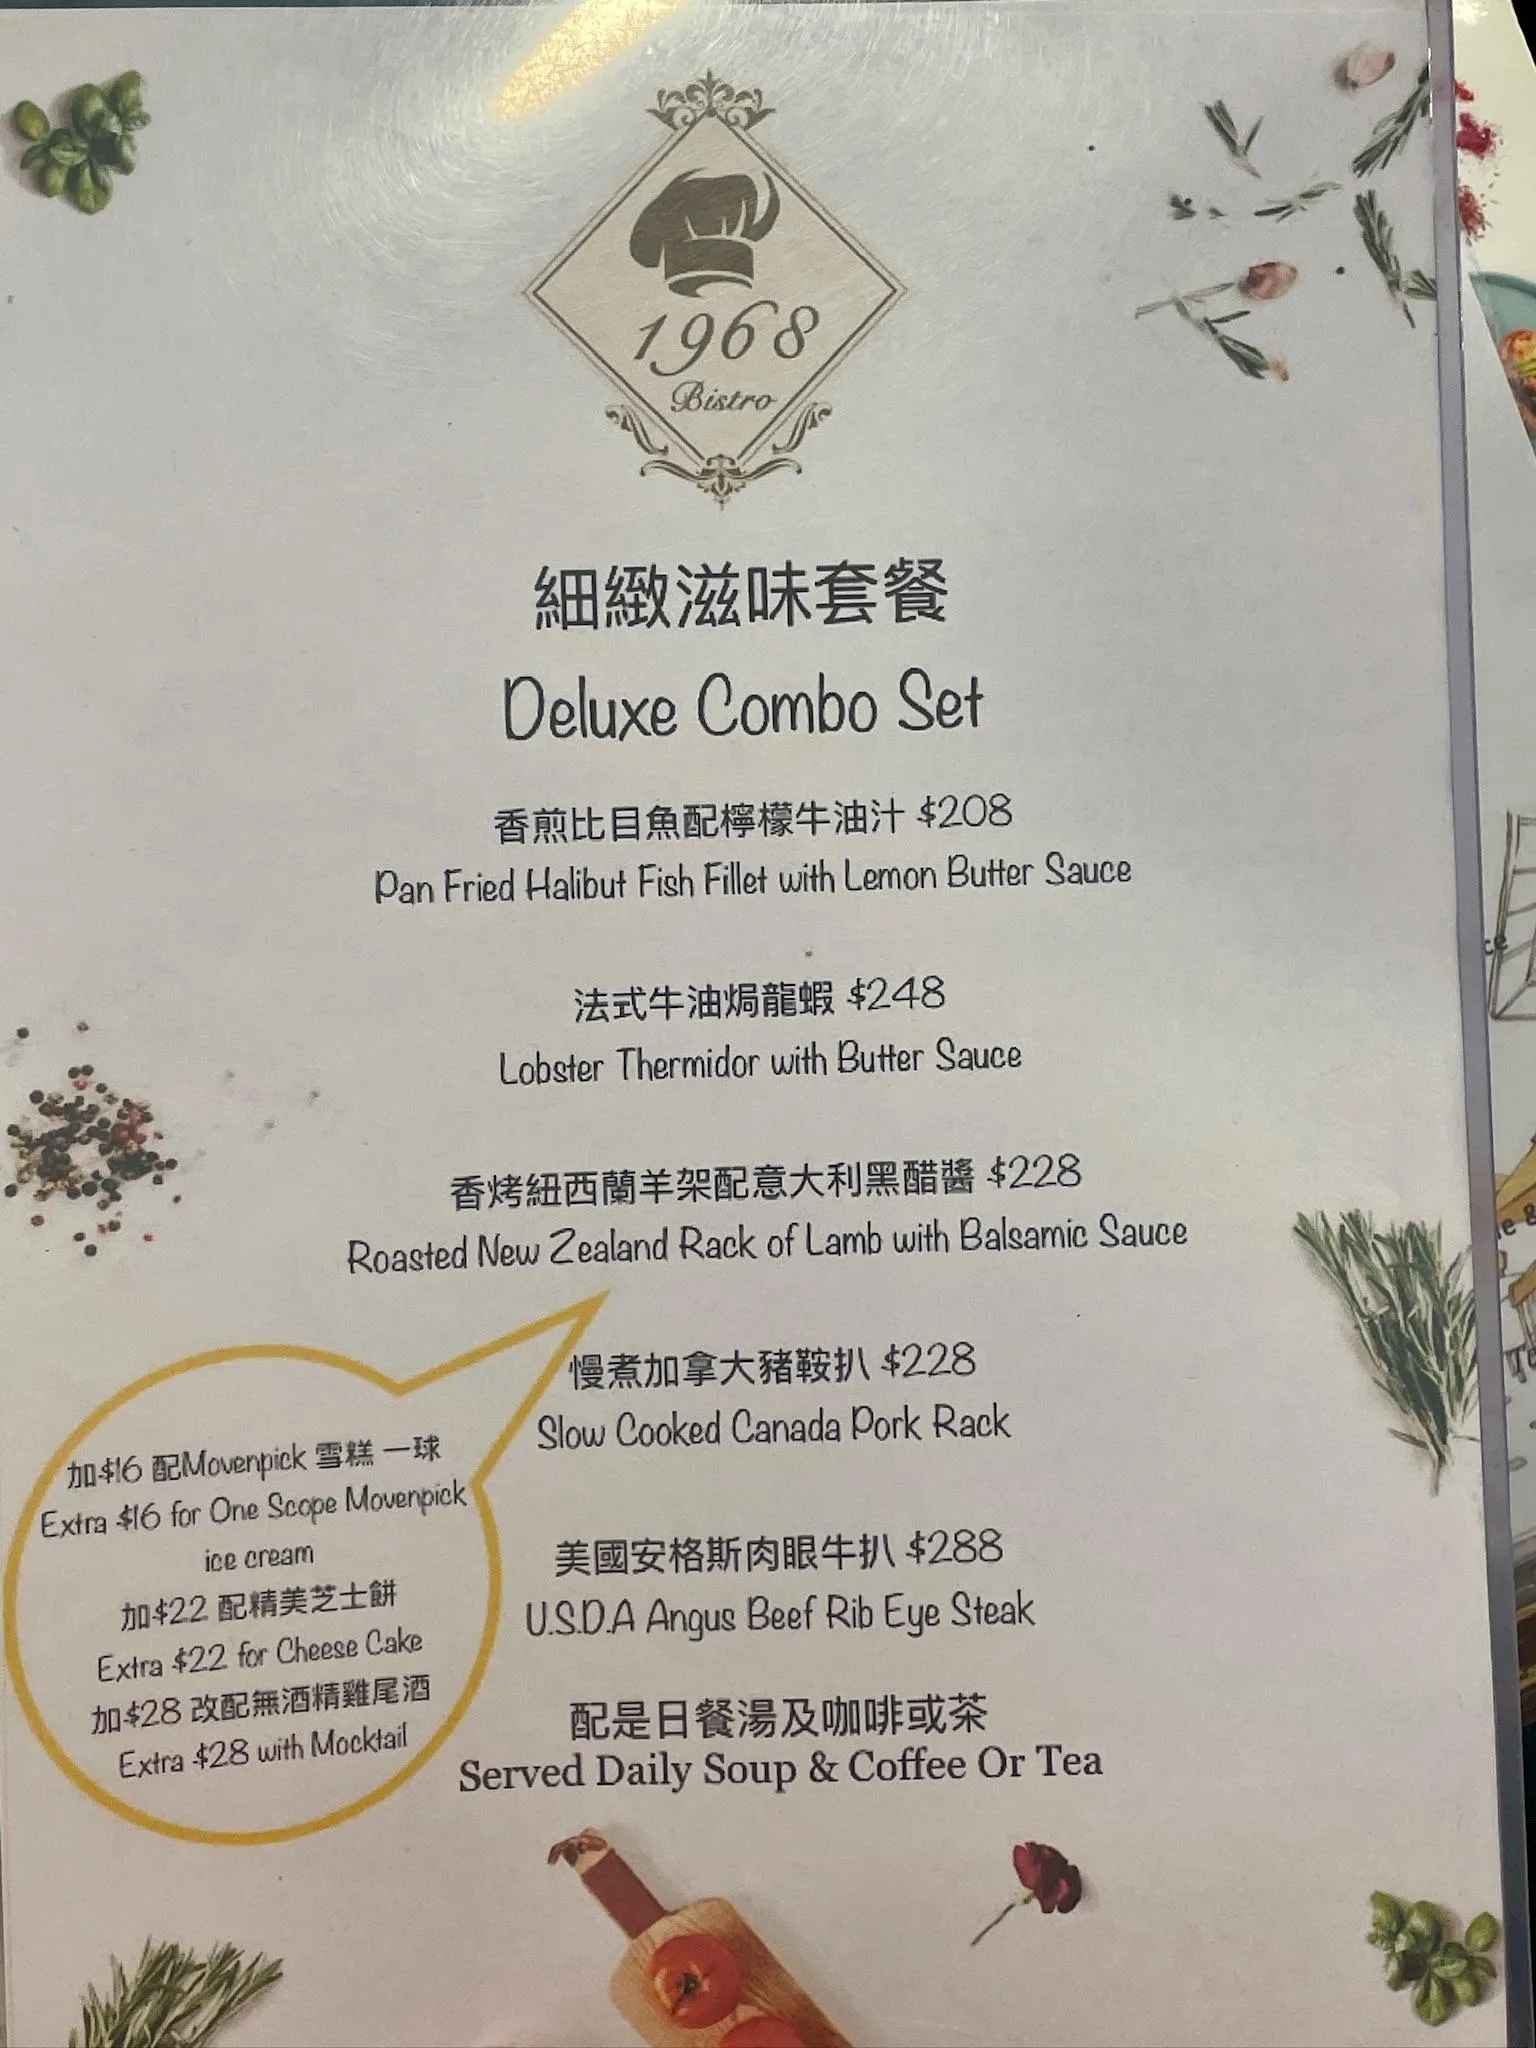 1968
Bistro
細緻滋味套餐
Deluxe Combo Set
香煎比目魚配檸檬牛油汁 $208
Pan Fried Halibut Fish Fillet with Lemon Butter Sauce
法式牛油焗龍蝦 $248
Lobster Thermidor with Butter Sauce
香烤紐西蘭羊架配意大利黑醋醬 $228
Roasted New Zealand Rack of Lamb with Balsamic Sauce
慢煮加拿大豬鞍扒 $228
Slow Cooked Canada Pork Rack
美國安格斯肉眼牛扒 $288
U.S.D.A Angus Beef Rib Eye Steak
配是日餐湯及咖啡或茶
Served Daily Soup & Coffee Or Tea
加$16 配Movenpick 雪糕 一球
Extra $16 for One Scope Movenpick
ice cream
加$22 配精美芝士餅
Extra $22 for Cheese Cake
加$28 改配無酒精雞尾酒
Extra $28 with Mocktail